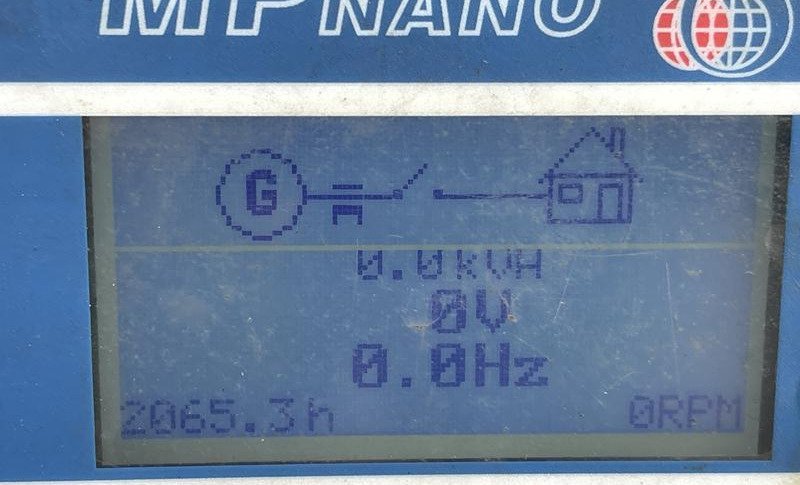 MPNANO
G
0.0kVA
0V
0.0Hz
2065.3h 0RPM